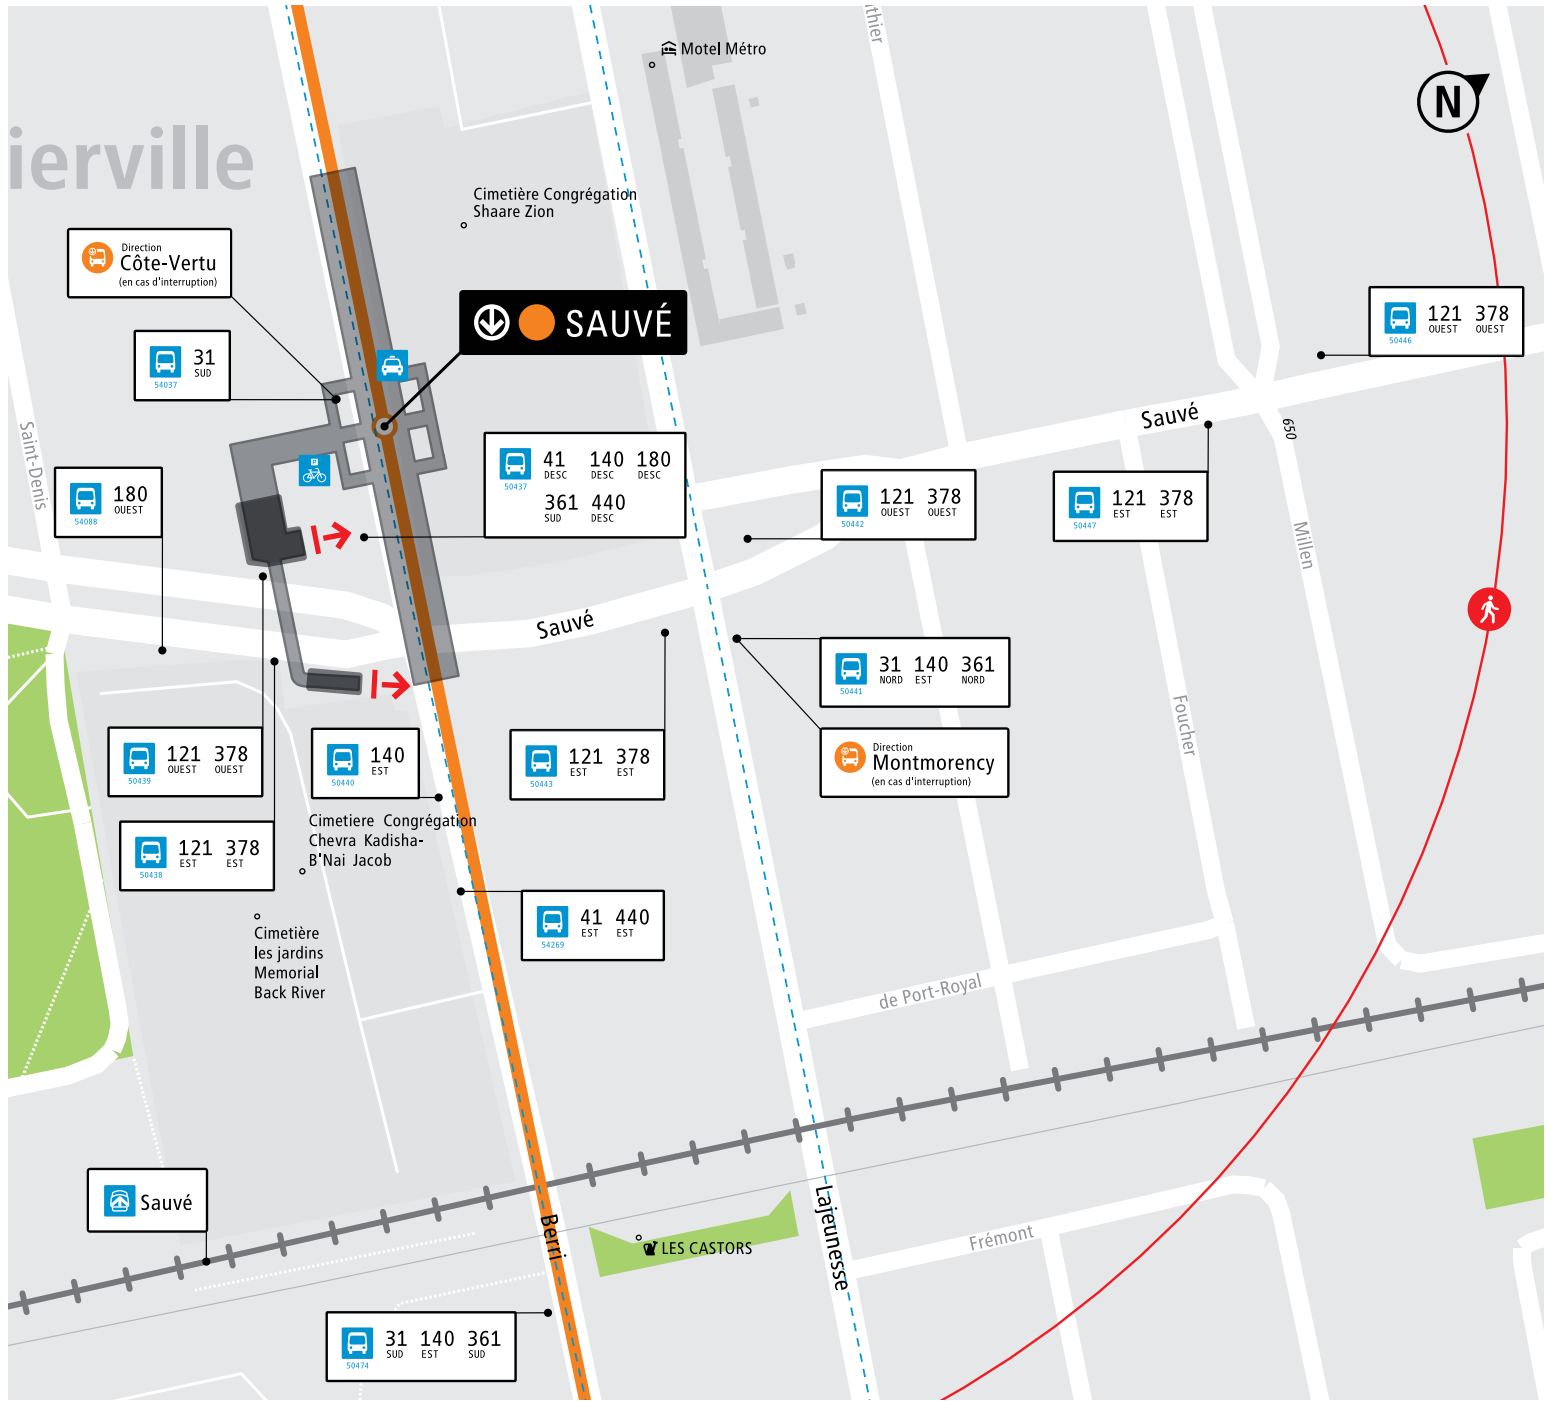 Motel Métro
thier
N
ierville
Cimetière Congrégation
Shaare Zion
Direction
Côte-Vertu
(en cas d'interruption)
SAUVÉ
121 378
OUEST OUEST
50446
31
SUD
54037
Sauvé
650
Saint-Denis
41 140 180
DESC DESC DESC
50437
361 440
SUD DESC
180
OUEST
54088
121 378
OUEST OUEST
50442
121 378
EST EST
50447
Millen
Sauvé
31 140 361
NORD EST NORD
50441
Foucher
121 378
OUEST OUEST
50439
140
EST
50440
121 378
EST EST
50443
Direction
Montmorency
(en cas d'interruption)
Cimetiere Congrégation
Chevra Kadisha-
B'Nai Jacob
121 378
EST EST
50438
41 440
EST EST
54269
Cimetière
les jardins
Memorial
Back River
de Port-Royal
Sauvé
Berri
Lajeunesse
LES CASTORS
Frémont
31 140 361
SUD EST SUD
50474